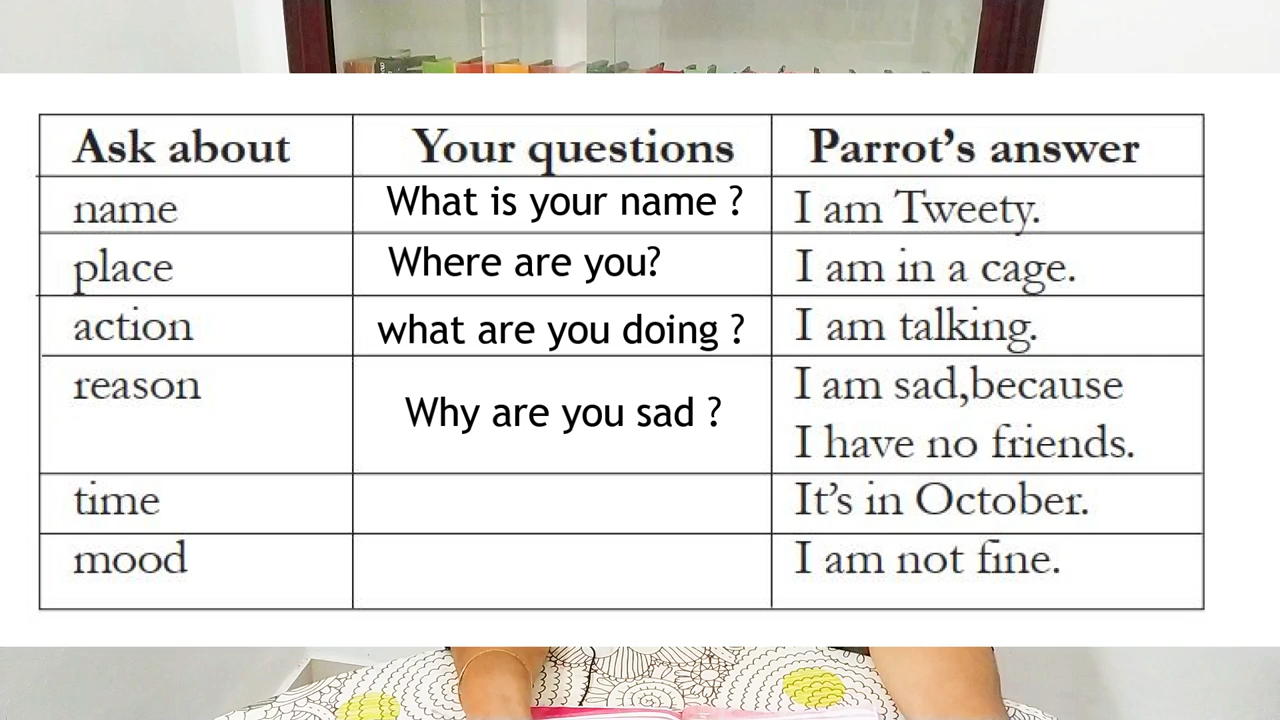 Ask about Your questions Parrot's answer
name What is your name ? I am Tweety.
place Where are you? I am in a cage.
action what are you doing ? I am talking.
reason Why are you sad ? I am sad,because
I have no friends.
time It's in October.
mood I am not fine.